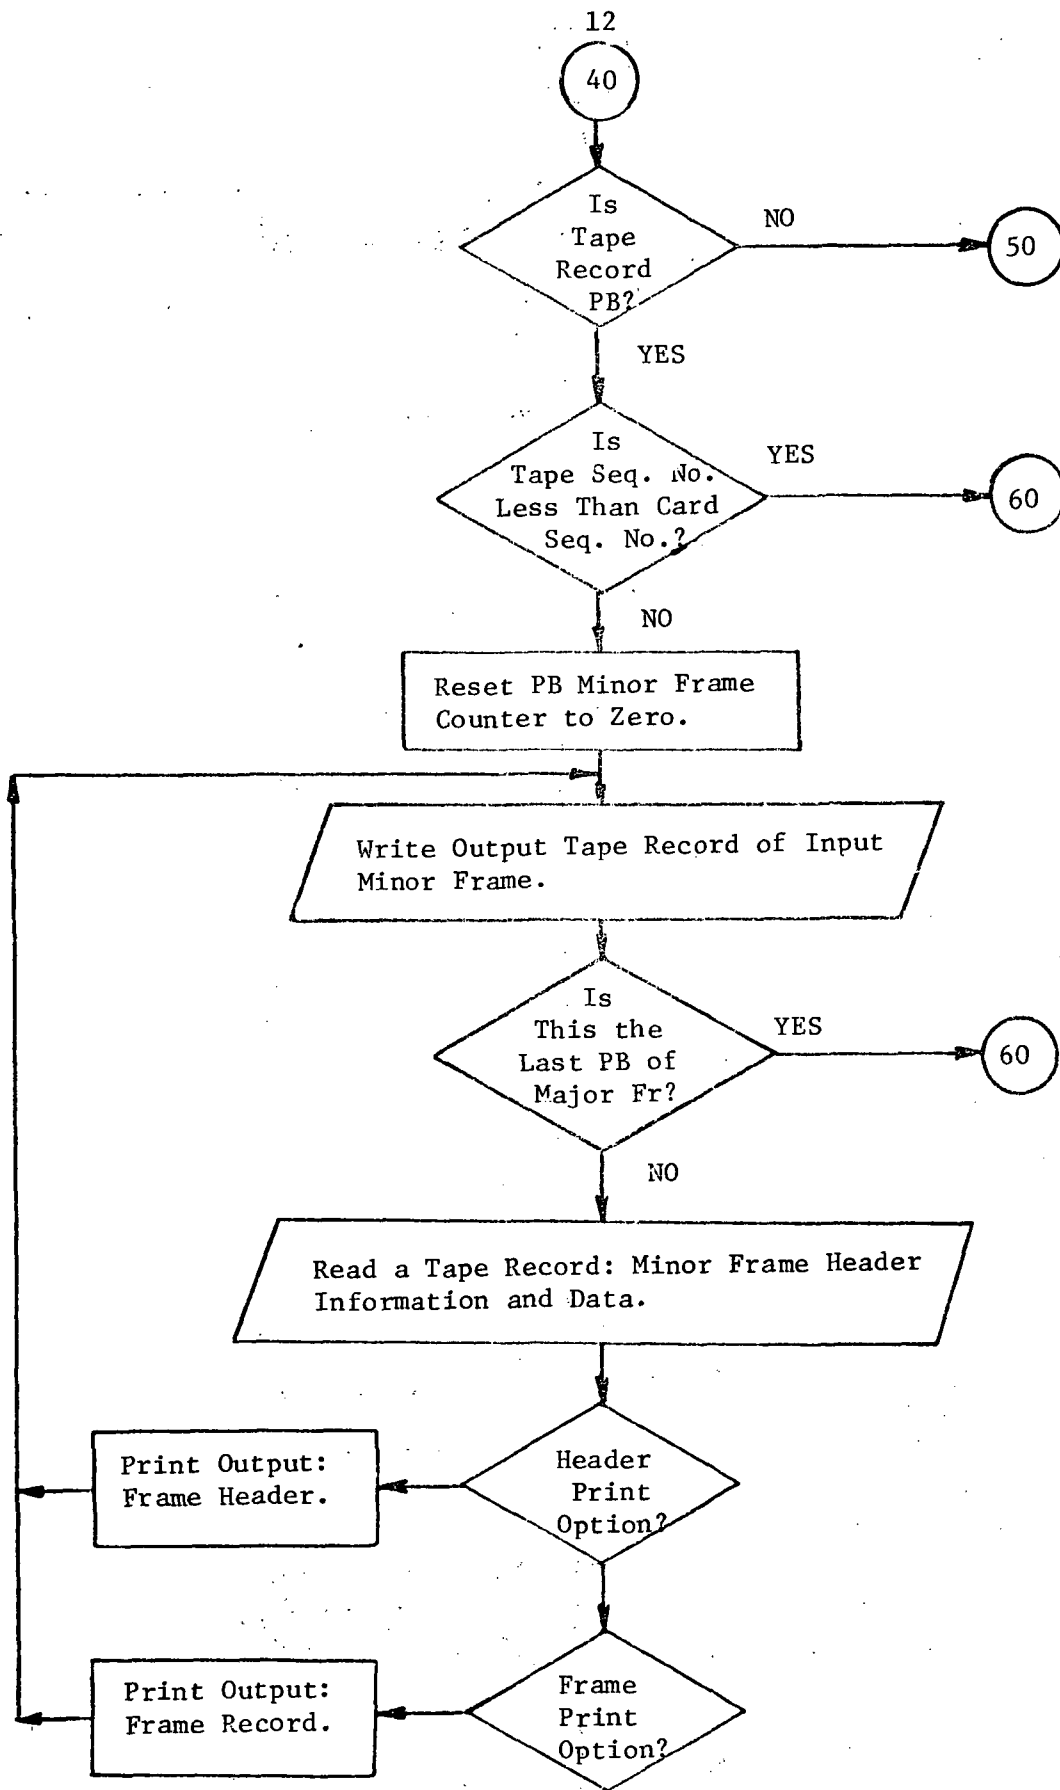 12
40
Is
Tape
Record
PB?
NO
50
YES
Is
Tape Seq. No.
Less Than Card
Seq. No.?
YES
60
NO
Reset PB Minor Frame
Counter to Zero.
Write Output Tape Record of Input
Minor Frame.
Is
This the
Last PB of
Major Fr?
YES
60
NO
Read a Tape Record: Minor Frame Header
Information and Data.
Header
Print
Option?
Print Output:
Frame Header.
Frame
Print
Option?
Print Output:
Frame Record.